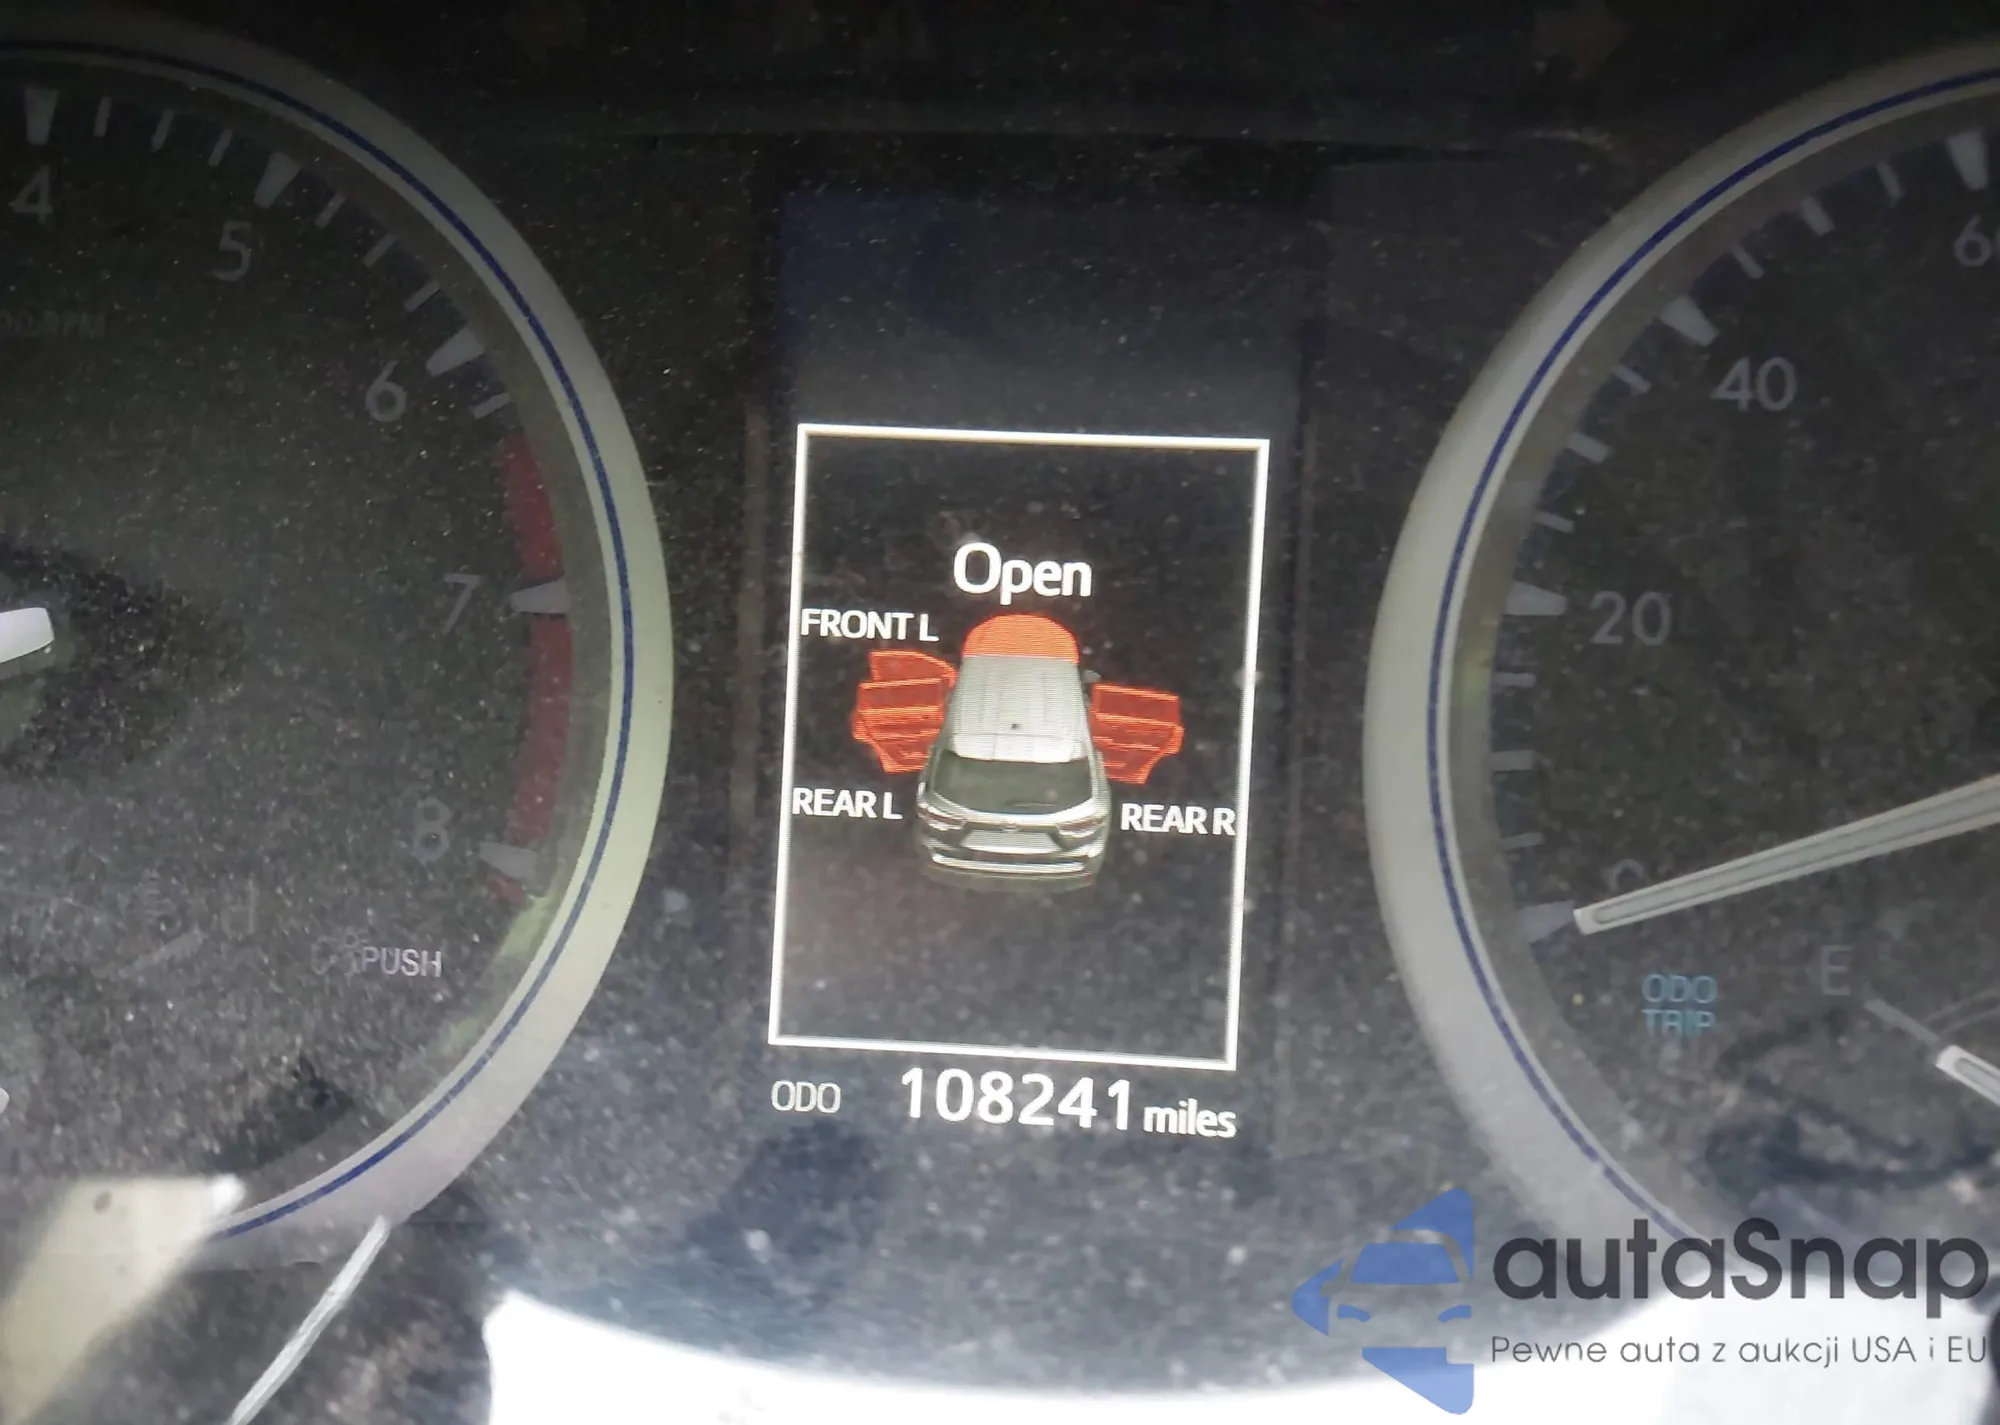 4
5
6
7
8
PUSH
Open
FRONT L
REAR L
REAR R
ODO 108241 miles
40
20
0
E
ODO
TRIP
autaSnap
Pewne auta z aukcji USA i EU